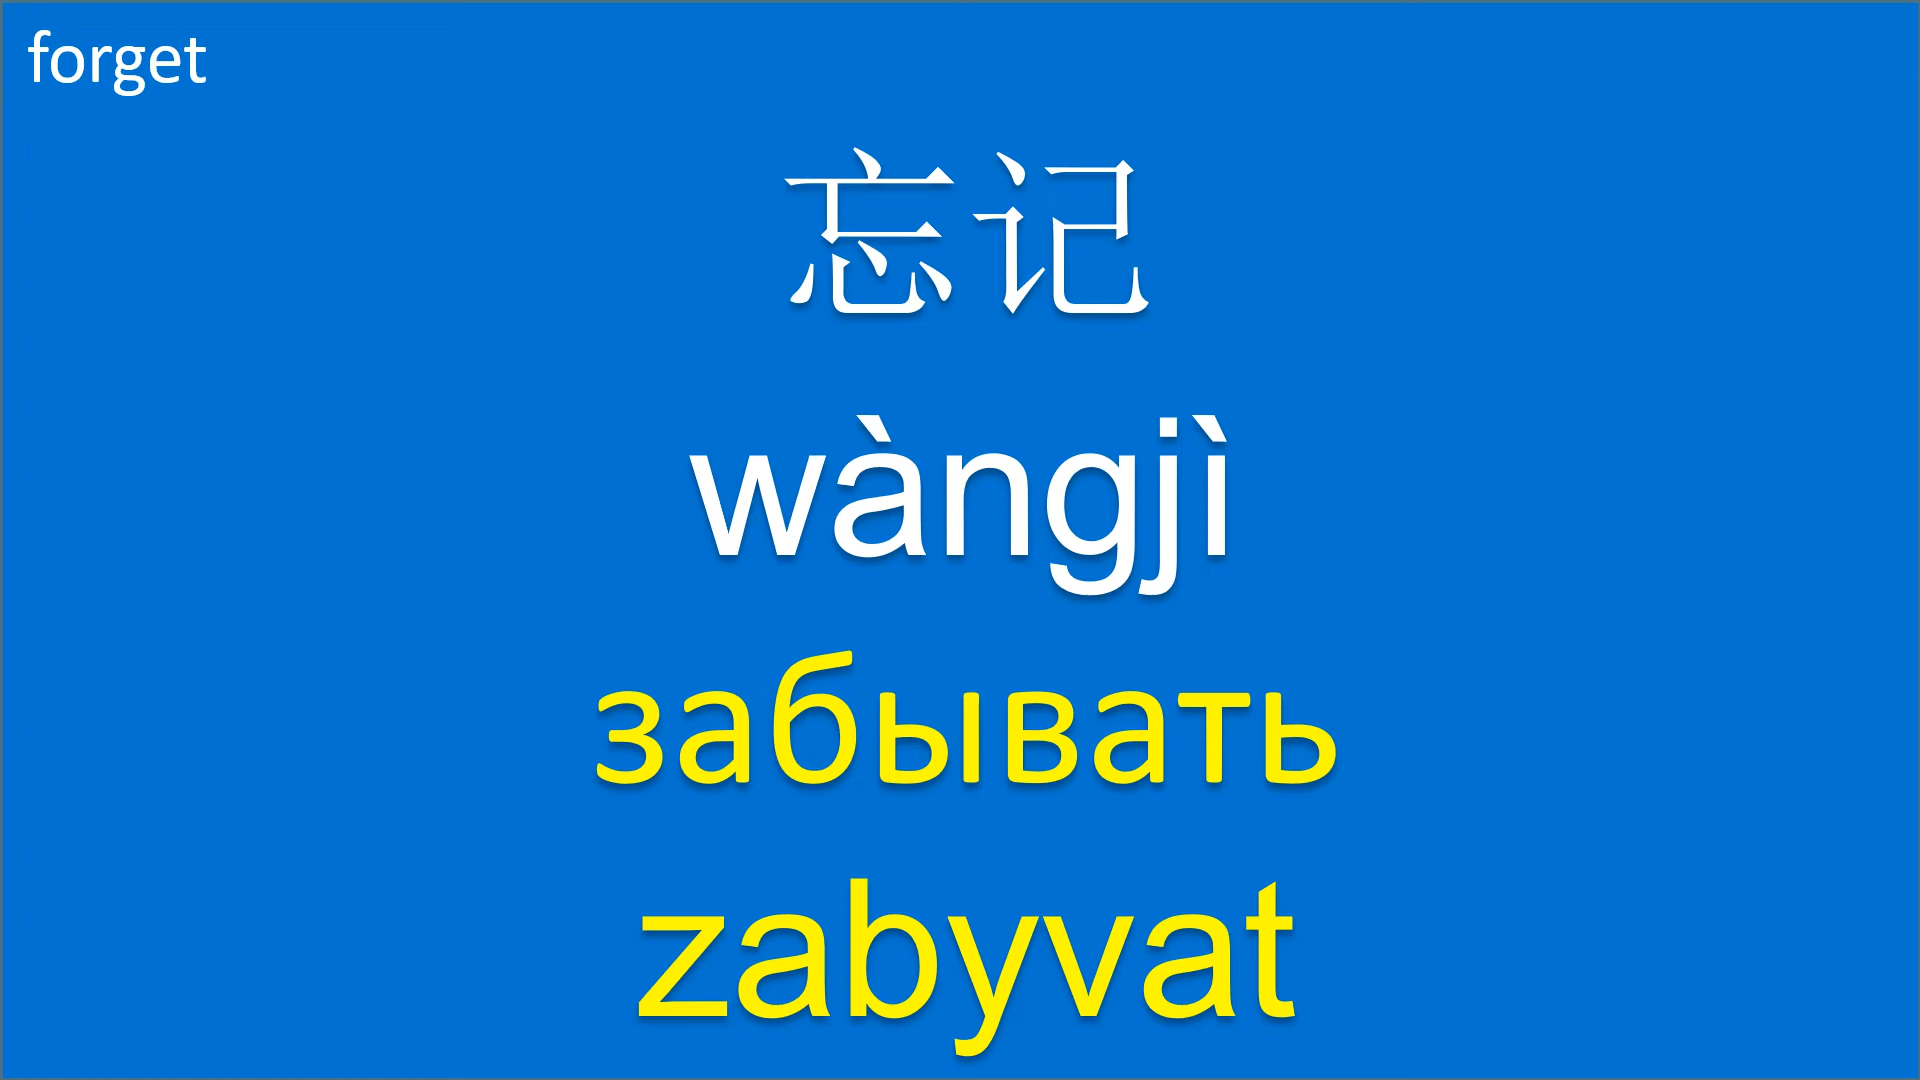 forget
忘记
wàngjì
забывать
zabyvat